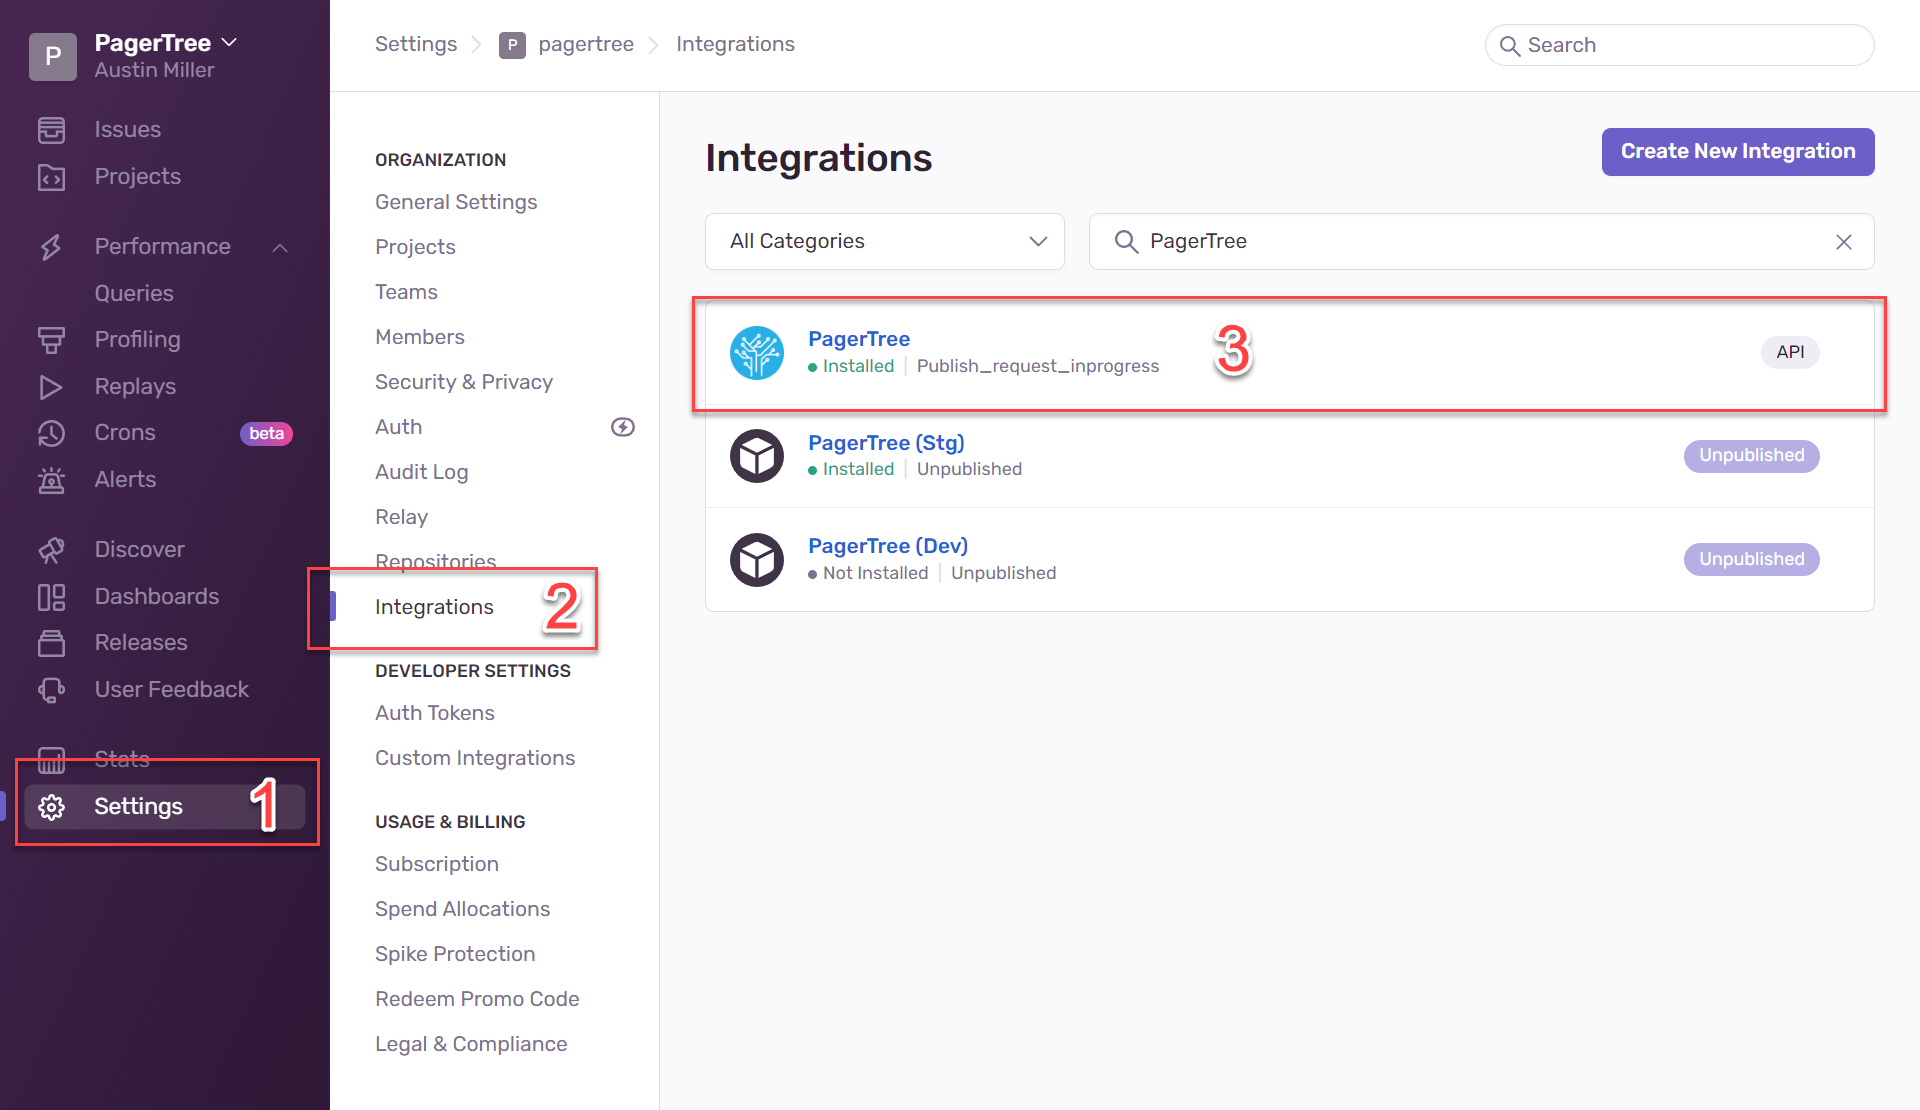 P
PagerTree
Austin Miller
Issues
Projects
Performance
Queries
Profiling
Replays
Crons
beta
Alerts
Discover
Dashboards
Releases
User Feedback
Stats
Settings
1
Settings
P
pagertree
Integrations
Search
ORGANIZATION
General Settings
Projects
Teams
Members
Security & Privacy
Auth
Audit Log
Relay
Repositories
Integrations
2
DEVELOPER SETTINGS
Auth Tokens
Custom Integrations
USAGE & BILLING
Subscription
Spend Allocations
Spike Protection
Redeem Promo Code
Legal & Compliance
Integrations
Create New Integration
All Categories
PagerTree
PagerTree
Installed
Publish_request_inprogress
3
API
PagerTree (Stg)
Installed
Unpublished
Unpublished
PagerTree (Dev)
Not Installed
Unpublished
Unpublished